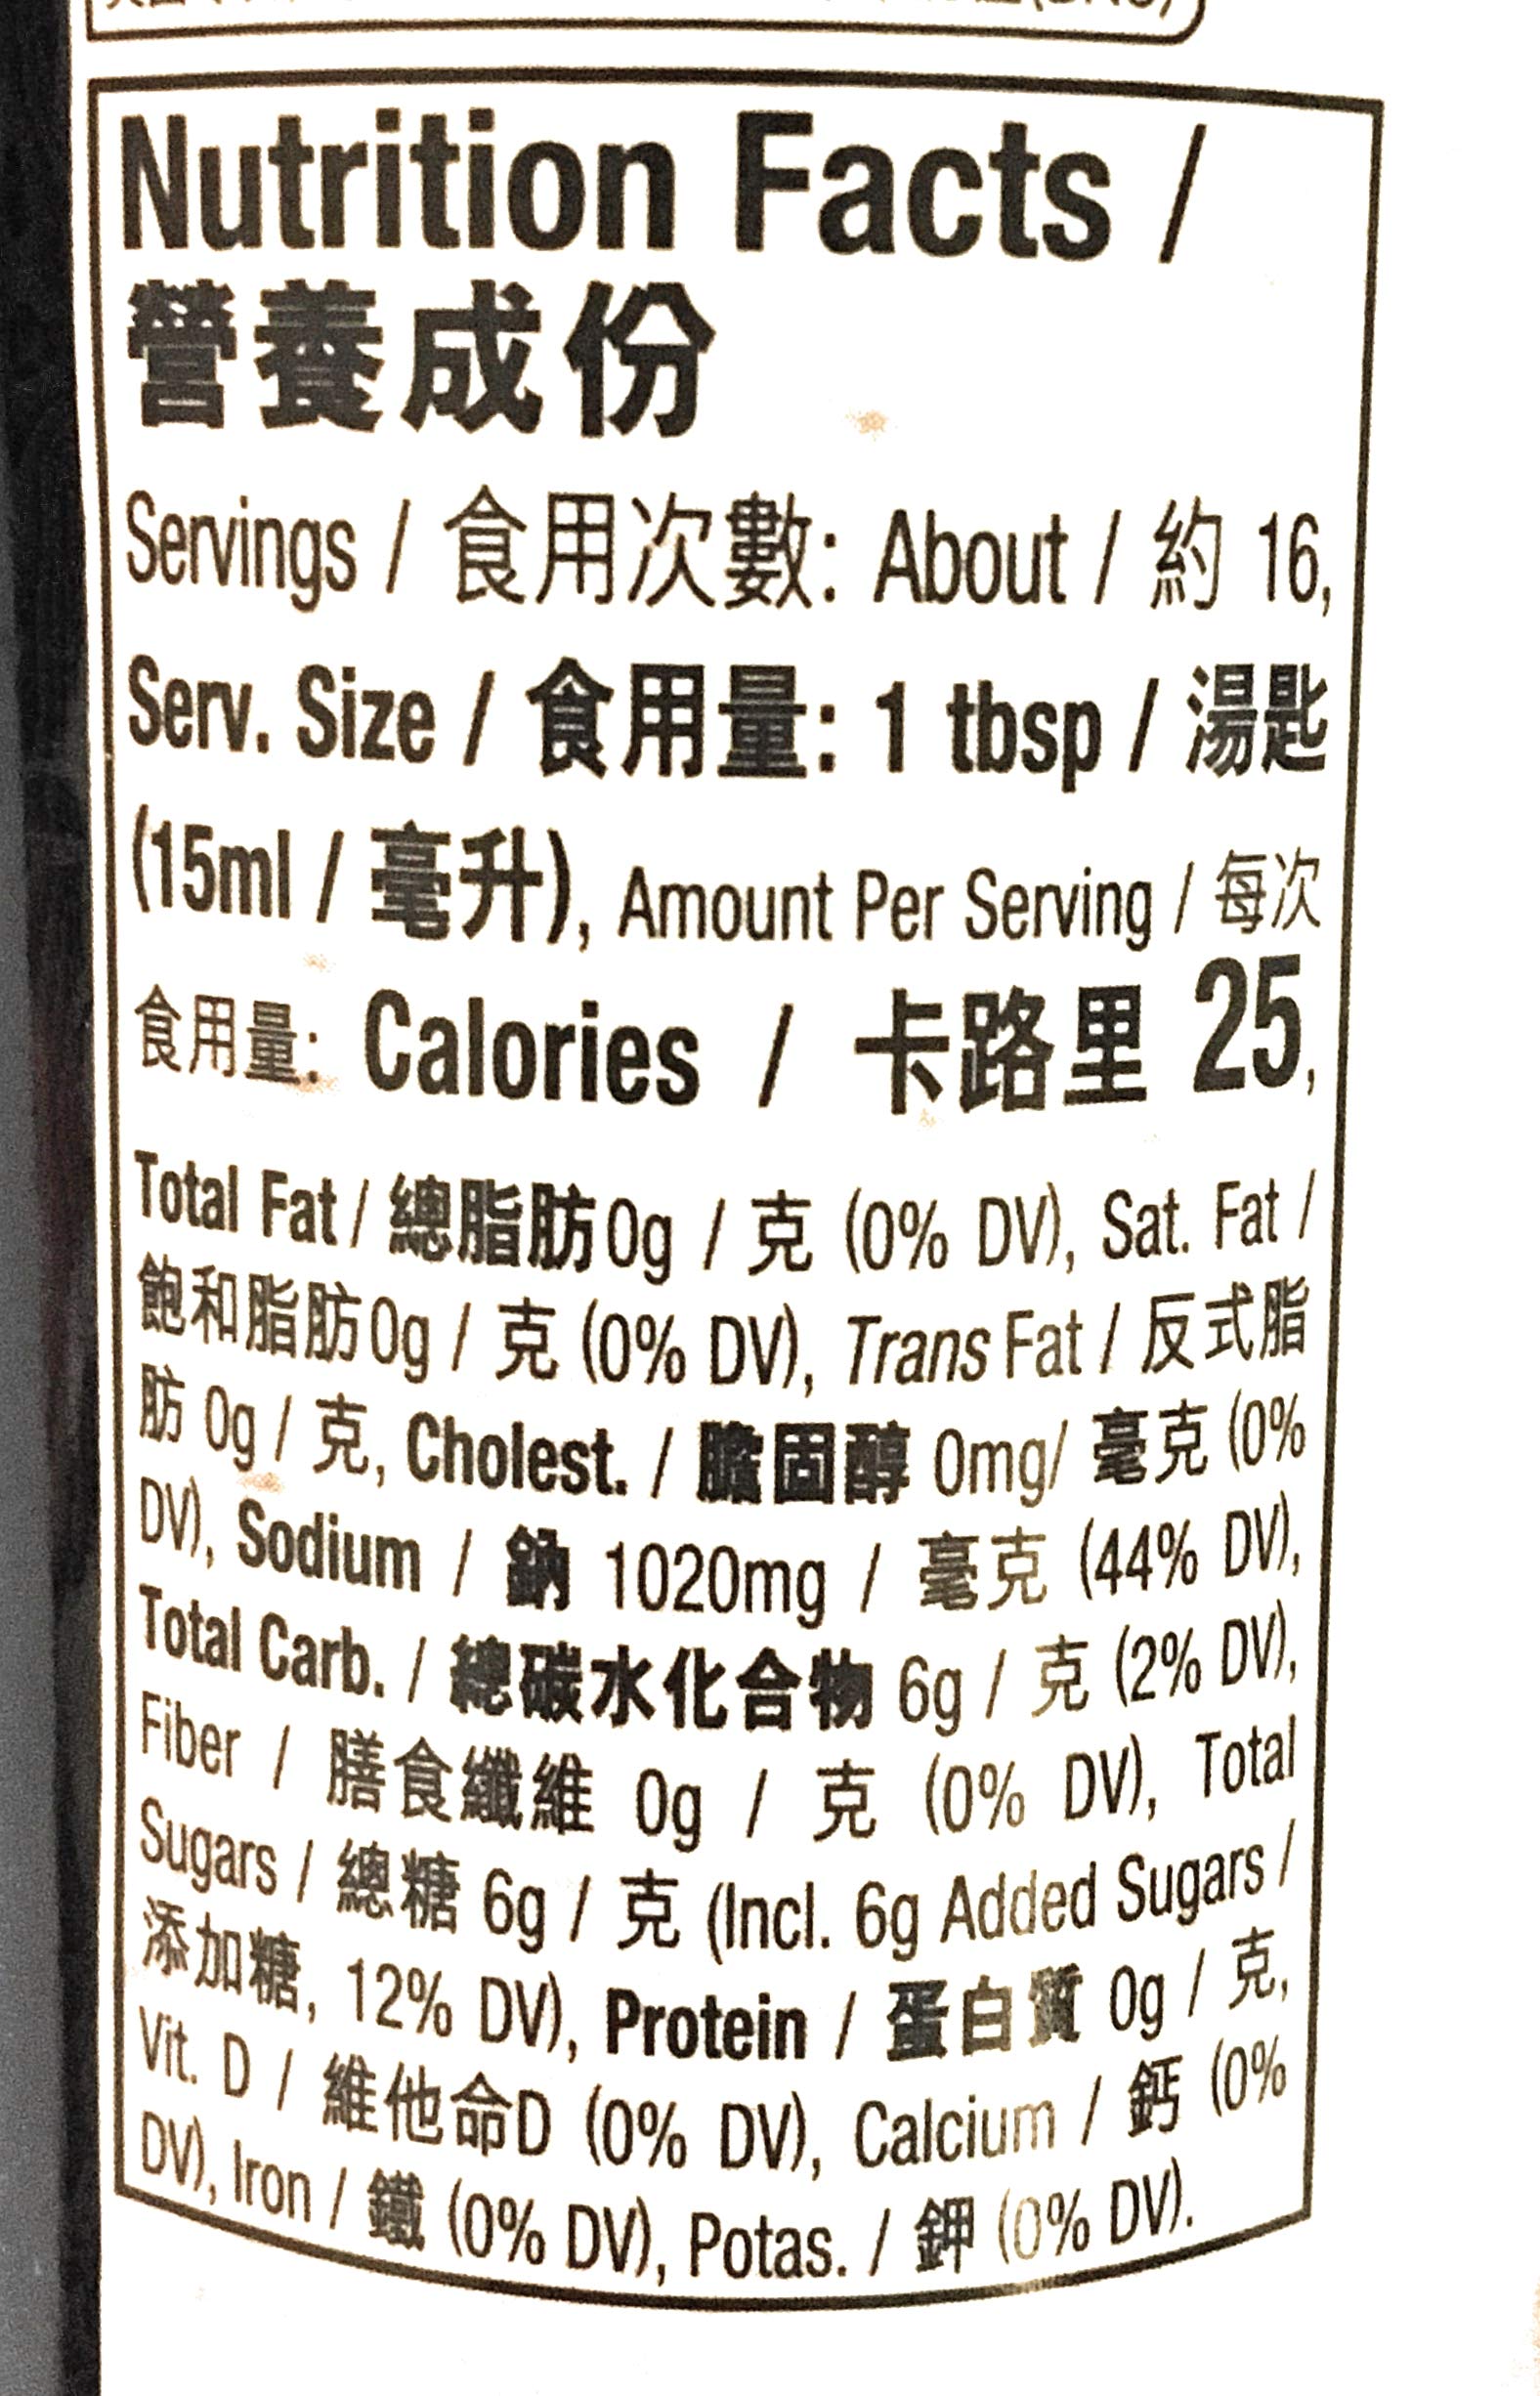 Nutrition Facts /
營養成份
Servings / 食用次數: About / 約 16,
Serv. Size / 食用量: 1 tbsp / 湯匙
(15ml / 毫升), Amount Per Serving / 每次
食用量: Calories / 卡路里 25,
Total Fat / 總脂肪 0g / 克 (0% DV), Sat. Fat /
飽和脂肪 0g / 克 (0% DV), Trans Fat / 反式脂
肪 0g / 克, Cholest. / 膽固醇 0mg/ 毫克 (0%
DV), Sodium / 鈉 1020mg / 毫克 (44% DV),
Total Carb. / 總碳水化合物 6g / 克 (2% DV),
Fiber / 膳食纖維 0g / 克 (0% DV), Total
Sugars / 總糖 6g / 克 (Incl. 6g Added Sugars /
添加糖, 12% DV), Protein / 蛋白質 0g / 克,
Vit. D / 維他命D (0% DV), Calcium / 鈣 (0%
DV), Iron / 鐵 (0% DV), Potas. / 鉀 (0% DV).